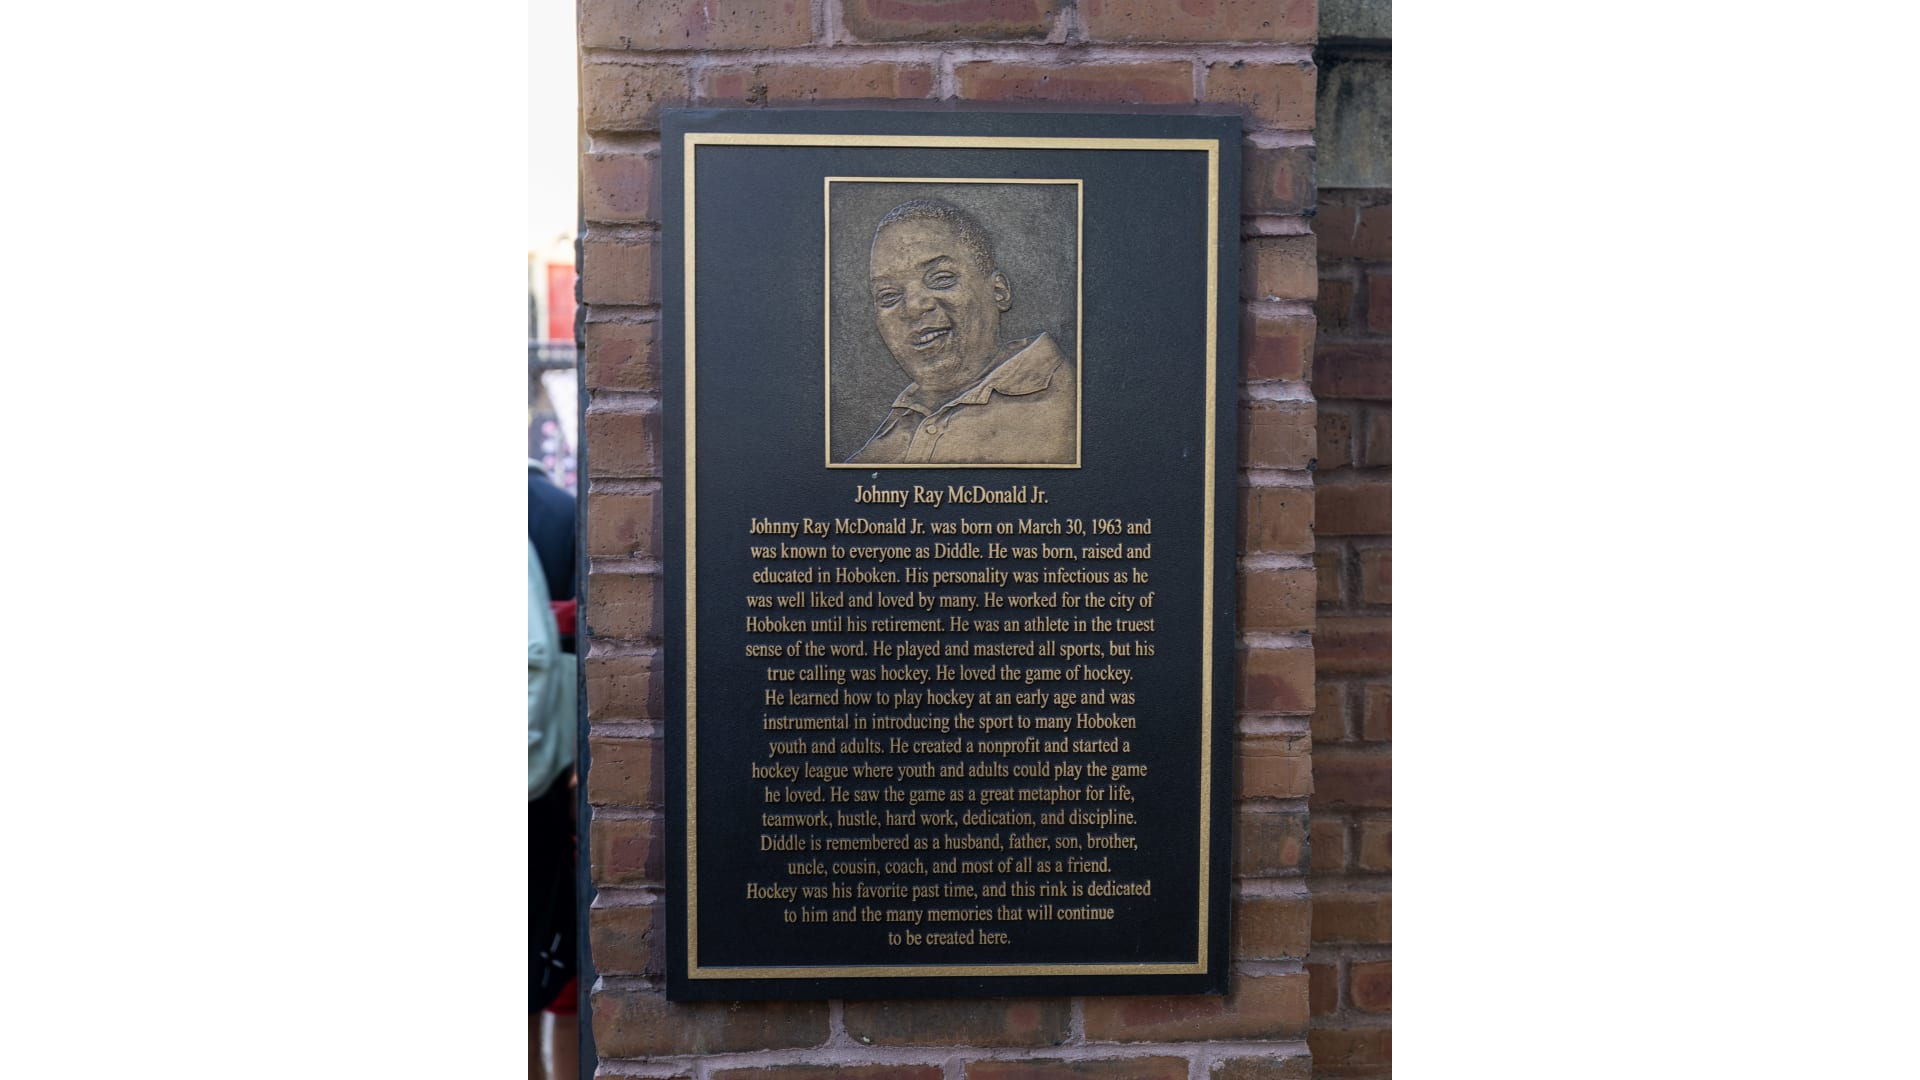 Johnny Ray McDonald Jr.
Johnny Ray McDonald Jr. was born on March 30, 1963 and
was known to everyone as Diddle. He was born, raised and
educated in Hoboken. His personality was infectious as he
was well liked and loved by many. He worked for the city of
Hoboken until his retirement. He was an athlete in the truest
sense of the word. He played and mastered all sports, but his
true calling was hockey. He loved the game of hockey.
He learned how to play hockey at an early age and was
instrumental in introducing the sport to many Hoboken
youth and adults. He created a nonprofit and started a
hockey league where youth and adults could play the game
he loved. He saw the game as a great metaphor for life,
teamwork, hustle, hard work, dedication, and discipline.
Diddle is remembered as a husband, father, son, brother,
uncle, cousin, coach, and most of all as a friend.
Hockey was his favorite past time, and this rink is dedicated
to him and the many memories that will continue
to be created here.